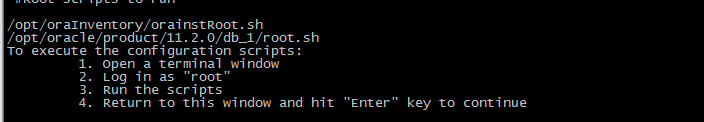 #Root scripts to run
/opt/oraInventory/orainstRoot.sh
/opt/oracle/product/11.2.0/db_1/root.sh
To execute the configuration scripts:
1. Open a terminal window
2. Log in as "root"
3. Run the scripts
4. Return to this window and hit "Enter" key to continue